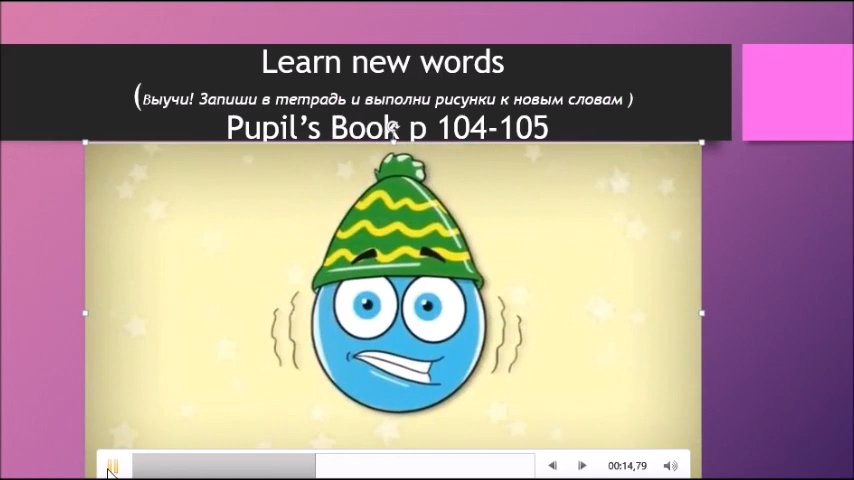 Learn new words
(Выучи! Запиши в тетрадь и выполни рисунки к новым словам )
Pupil’s Book p 104-105
00:14,79